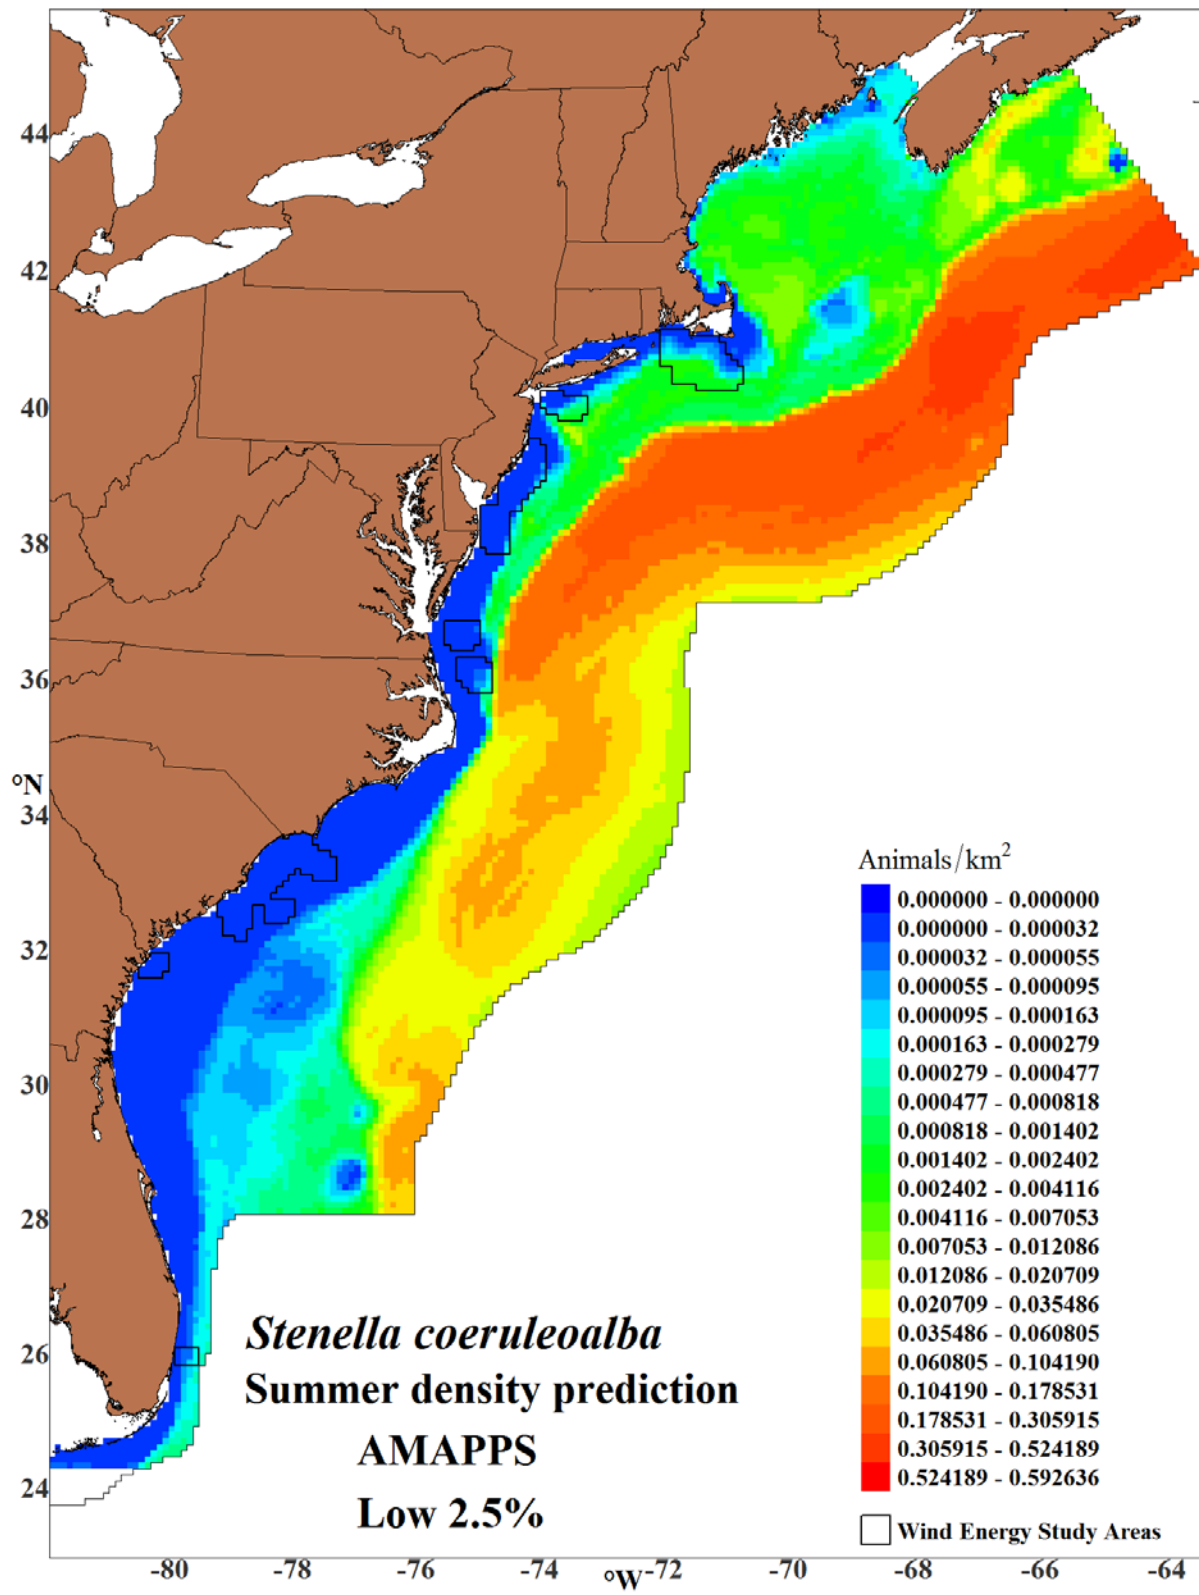 44
42
40
38
36
°N
34
32
30
28
26
24
Animals/km²
0.000000 - 0.000000
0.000000 - 0.000032
0.000032 - 0.000055
0.000055 - 0.000095
0.000095 - 0.000163
0.000163 - 0.000279
0.000279 - 0.000477
0.000477 - 0.000818
0.000818 - 0.001402
0.001402 - 0.002402
0.002402 - 0.004116
0.004116 - 0.007053
0.007053 - 0.012086
0.012086 - 0.020709
0.020709 - 0.035486
0.035486 - 0.060805
0.060805 - 0.104190
0.104190 - 0.178531
0.178531 - 0.305915
0.305915 - 0.524189
0.524189 - 0.592636
Wind Energy Study Areas
Stenella coeruleoalba
Summer density prediction
AMAPPS
Low 2.5%
-80 -78 -76 -74 °W -72 -70 -68 -66 -64